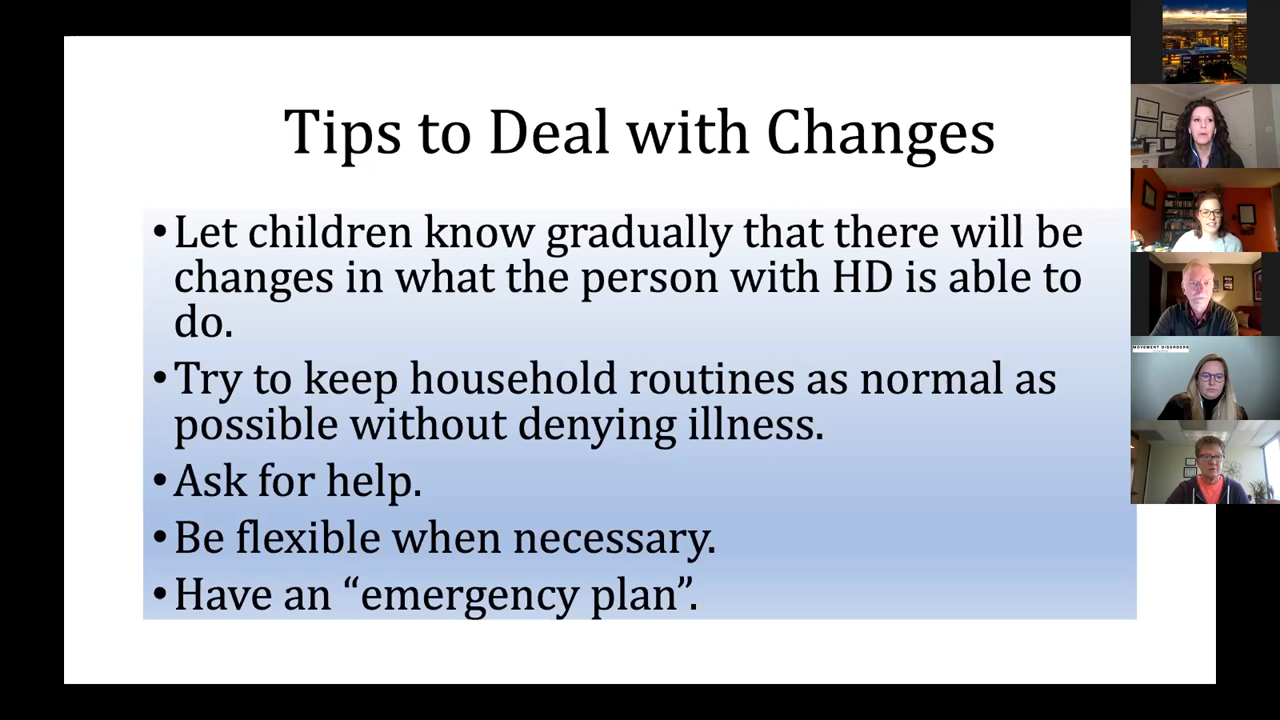 Tips to Deal with Changes
•Let children know gradually that there will be
changes in what the person with HD is able to
do.
•Try to keep household routines as normal as
possible without denying illness.
•Ask for help.
•Be flexible when necessary.
•Have an “emergency plan”.
MOVEMENT DISORDERS